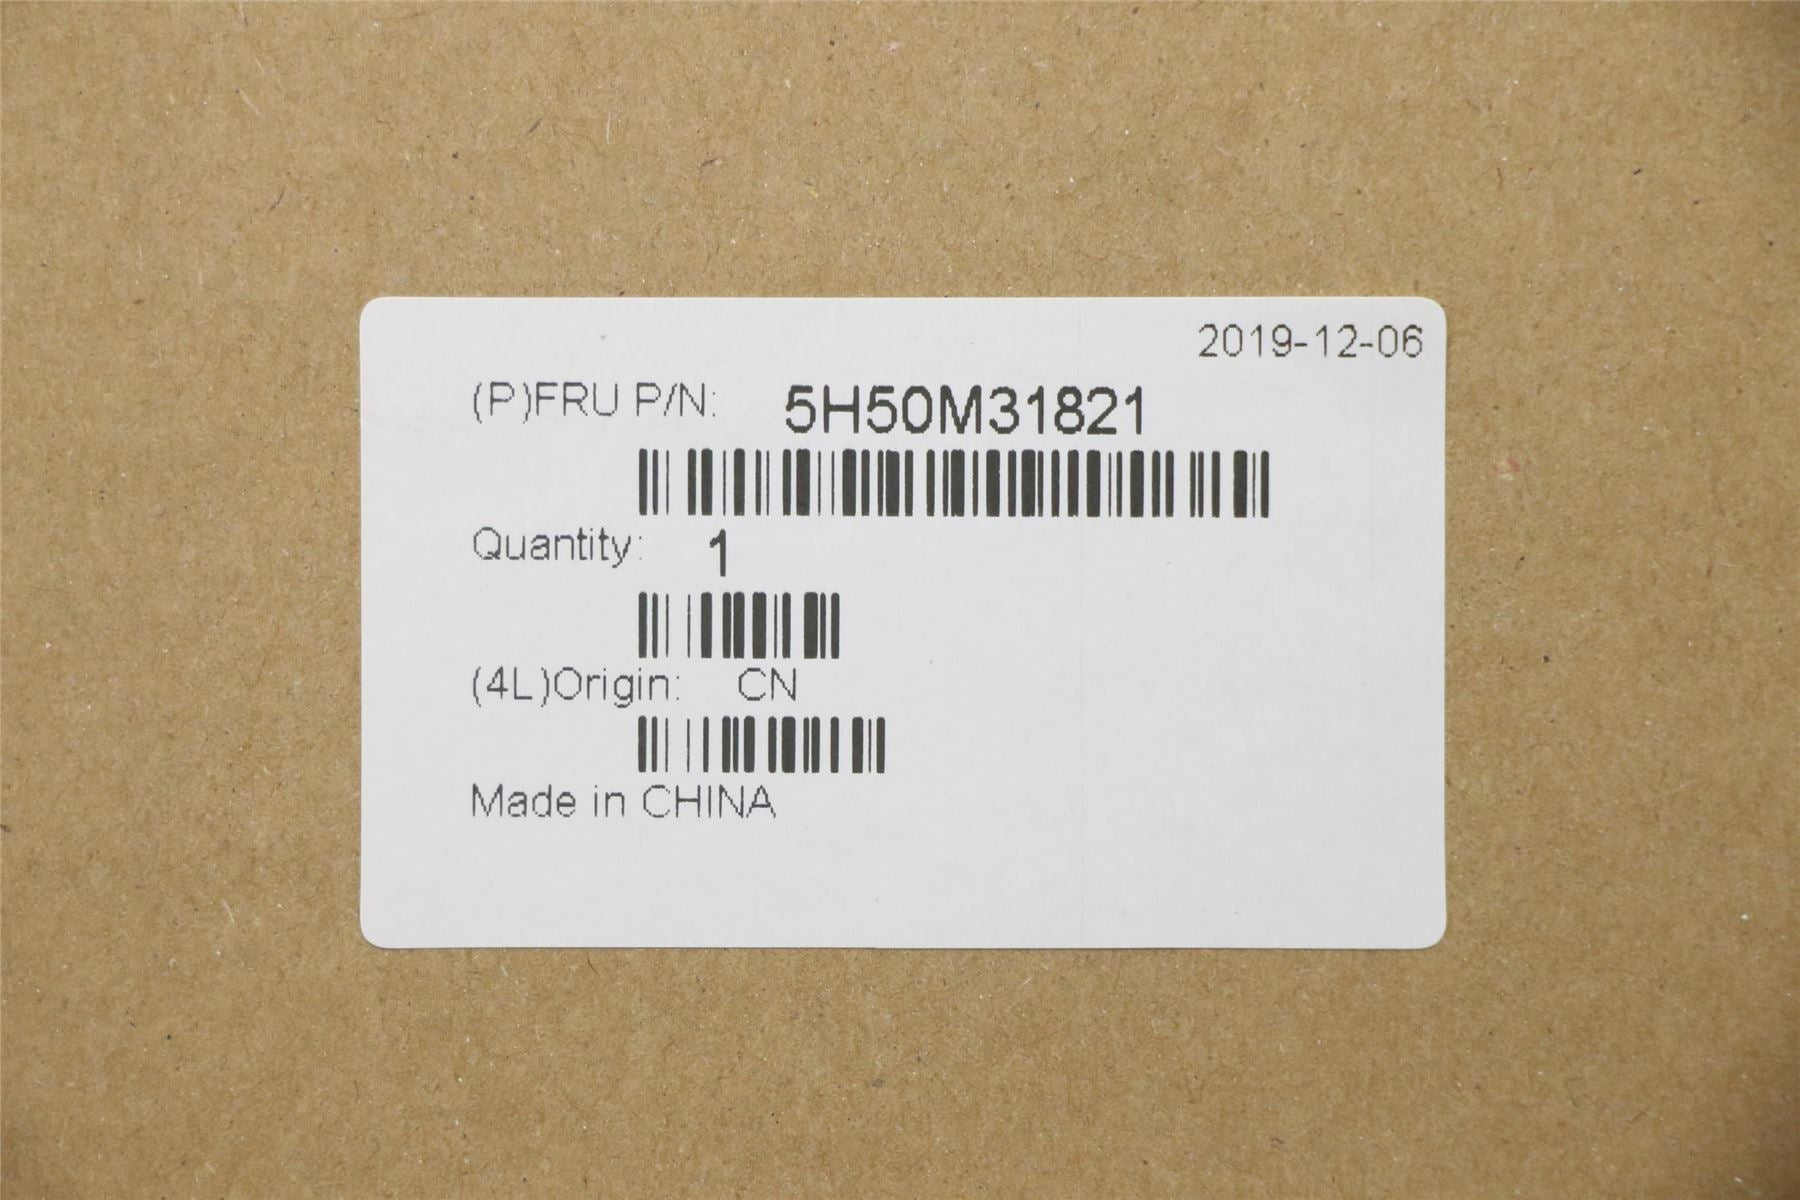 2019-12-06
(P)FRU P/N: 5H50M31821
Quantity: 1
(4L)Origin: CN
Made in CHINA